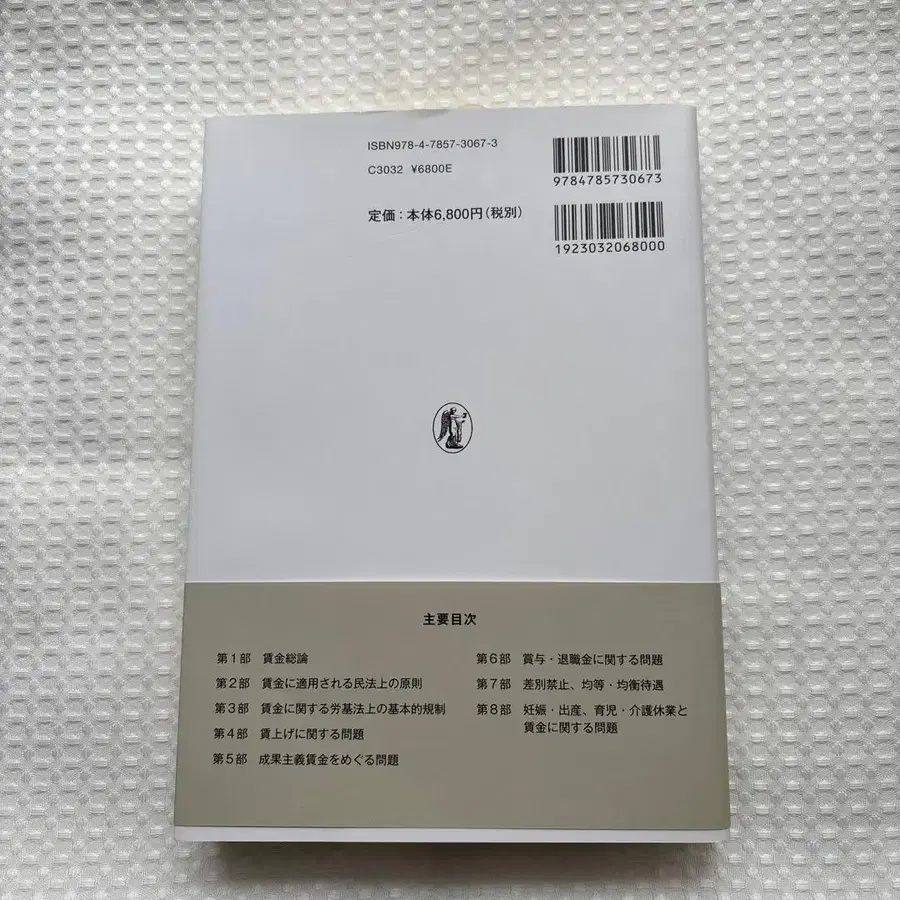 ISBN978-4-7857-3067-3
C3032 ¥6800E
定価：本体6,800円（税別）
9784785730673
1923032068000
主要目次
第1部 賃金総論
第2部 賃金に適用される民法上の原則
第3部 賃金に関する労基法上の基本的規制
第4部 賃上げに関する問題
第5部 成果主義賃金をめぐる問題
第6部 賞与・退職金に関する問題
第7部 差別禁止、均等・均衡待遇
第8部 妊娠・出産、育児・介護休業と
賃金に関する問題